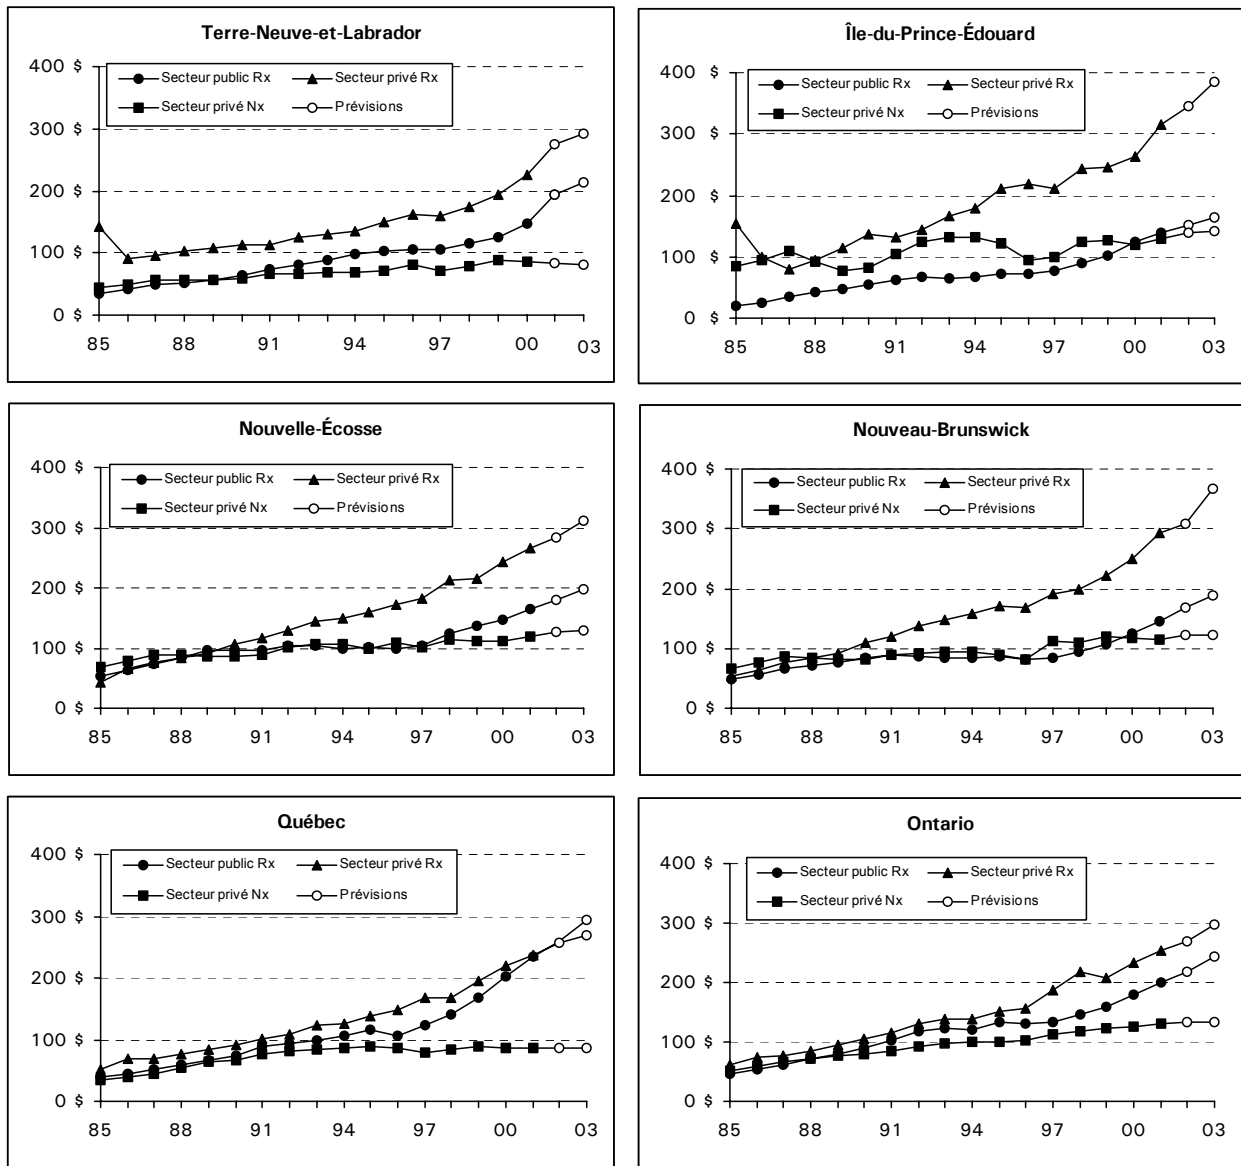 Terre-Neuve-et-Labrador
400 $
Secteur public Rx
Secteur privé Rx
Secteur privé Nx
Prévisions
300 $
200 $
100 $
0 $
85 88 91 94 97 00 03
Île-du-Prince-Édouard
400 $
Secteur public Rx
Secteur privé Rx
Secteur privé Nx
Prévisions
300 $
200 $
100 $
0 $
85 88 91 94 97 00 03
Nouvelle-Écosse
400 $
Secteur public Rx
Secteur privé Rx
Secteur privé Nx
Prévisions
300 $
200 $
100 $
0 $
85 88 91 94 97 00 03
Nouveau-Brunswick
400 $
Secteur public Rx
Secteur privé Rx
Secteur privé Nx
Prévisions
300 $
200 $
100 $
0 $
85 88 91 94 97 00 03
Québec
400 $
Secteur public Rx
Secteur privé Rx
Secteur privé Nx
Prévisions
300 $
200 $
100 $
0 $
85 88 91 94 97 00 03
Ontario
400 $
Secteur public Rx
Secteur privé Rx
Secteur privé Nx
Prévisions
300 $
200 $
100 $
0 $
85 88 91 94 97 00 03